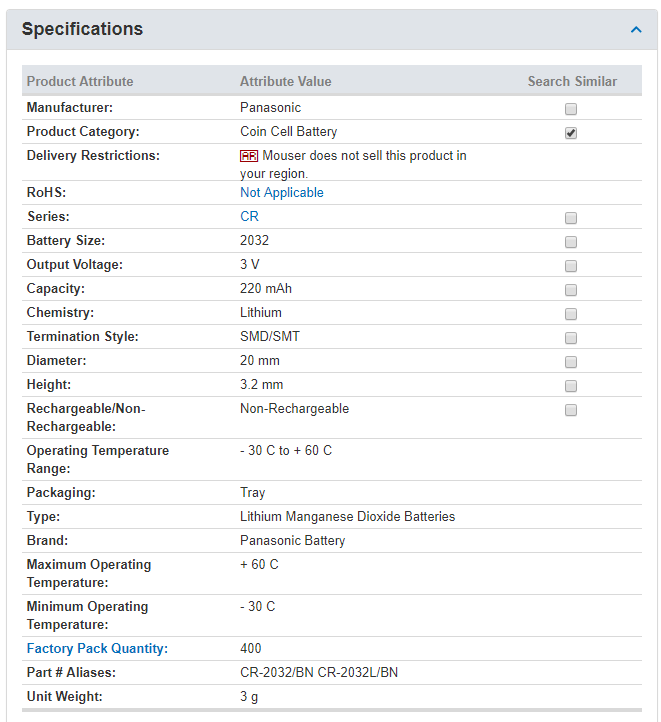 Specifications
Product Attribute Attribute Value Search Similar
Manufacturer: Panasonic
Product Category: Coin Cell Battery
Delivery Restrictions: AR Mouser does not sell this product in
your region.
RoHS: Not Applicable
Series: CR
Battery Size: 2032
Output Voltage: 3 V
Capacity: 220 mAh
Chemistry: Lithium
Termination Style: SMD/SMT
Diameter: 20 mm
Height: 3.2 mm
Rechargeable/Non- Non-Rechargeable
Rechargeable:
Operating Temperature - 30 C to + 60 C
Range:
Packaging: Tray
Type: Lithium Manganese Dioxide Batteries
Brand: Panasonic Battery
Maximum Operating + 60 C
Temperature:
Minimum Operating - 30 C
Temperature:
Factory Pack Quantity: 400
Part # Aliases: CR-2032/BN CR-2032L/BN
Unit Weight: 3 g